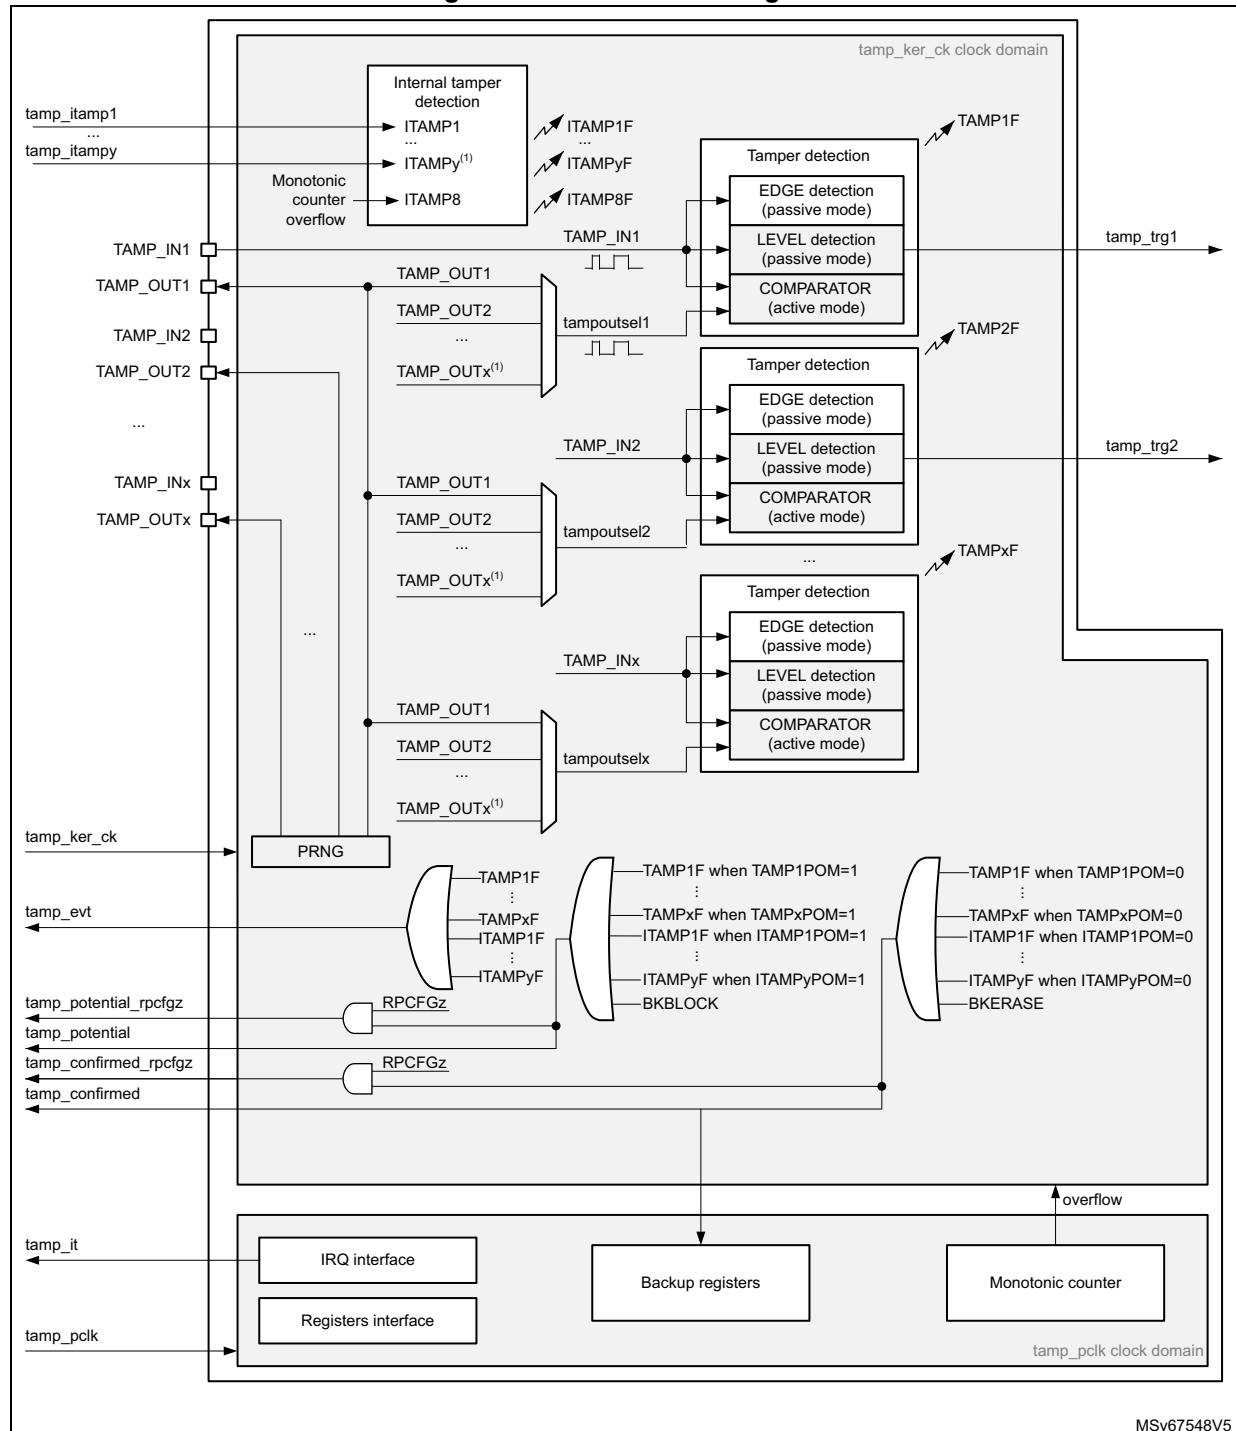 tamp_ker_ck clock domain
Internal tamper
detection
tamp_itamp1
...
tamp_itampy
ITAMP1
...
ITAMPy(1)
Monotonic
counter
overflow
ITAMP8
ITAMP1F
...
ITAMPyF
ITAMP8F
TAMP1F
Tamper detection
EDGE detection
(passive mode)
LEVEL detection
(passive mode)
COMPARATOR
(active mode)
TAMP_IN1
TAMP_IN1
tamp_trg1
TAMP_OUT1
TAMP_OUT1
TAMP_OUT2
...
TAMP_OUTx(1)
tampoutsel1
TAMP_IN2
TAMP_OUT2
...
TAMP_INx
TAMP_OUTx
TAMP2F
Tamper detection
EDGE detection
(passive mode)
LEVEL detection
(passive mode)
COMPARATOR
(active mode)
TAMP_IN2
tamp_trg2
TAMP_OUT1
TAMP_OUT2
...
TAMP_OUTx(1)
tampoutsel2
...
TAMPxF
Tamper detection
EDGE detection
(passive mode)
LEVEL detection
(passive mode)
COMPARATOR
(active mode)
...
TAMP_INx
TAMP_OUT1
TAMP_OUT2
...
TAMP_OUTx(1)
tampoutselx
tamp_ker_ck
PRNG
tamp_evt
TAMP1F
⋮
TAMPxF
ITAMP1F
⋮
ITAMPyF
TAMP1F when TAMP1POM=1
⋮
TAMPxF when TAMPxPOM=1
ITAMP1F when ITAMP1POM=1
⋮
ITAMPyF when ITAMPyPOM=1
BKBLOCK
TAMP1F when TAMP1POM=0
⋮
TAMPxF when TAMPxPOM=0
ITAMP1F when ITAMP1POM=0
⋮
ITAMPyF when ITAMPyPOM=0
BKERASE
tamp_potential_rpcfgz
RPCFGz
tamp_potential
tamp_confirmed_rpcfgz
RPCFGz
tamp_confirmed
overflow
tamp_it
IRQ interface
Backup registers
Monotonic counter
Registers interface
tamp_pclk
tamp_pclk clock domain
MSv67548V5